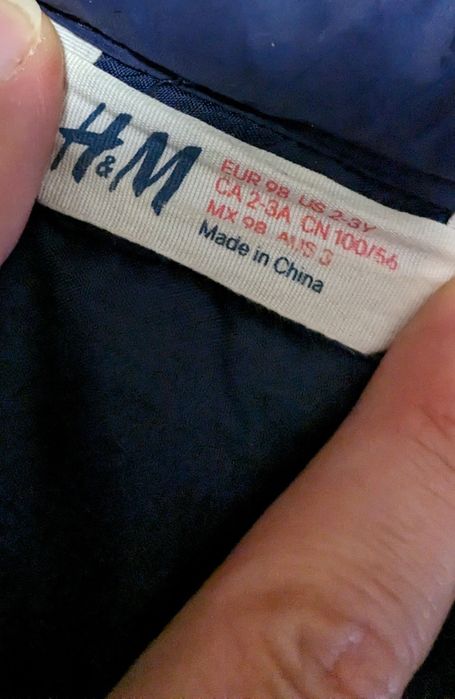 H&M
EUR 98 US 2-3Y
CA 2-3A CN 100/56
MX 98 AUS 3
Made in China